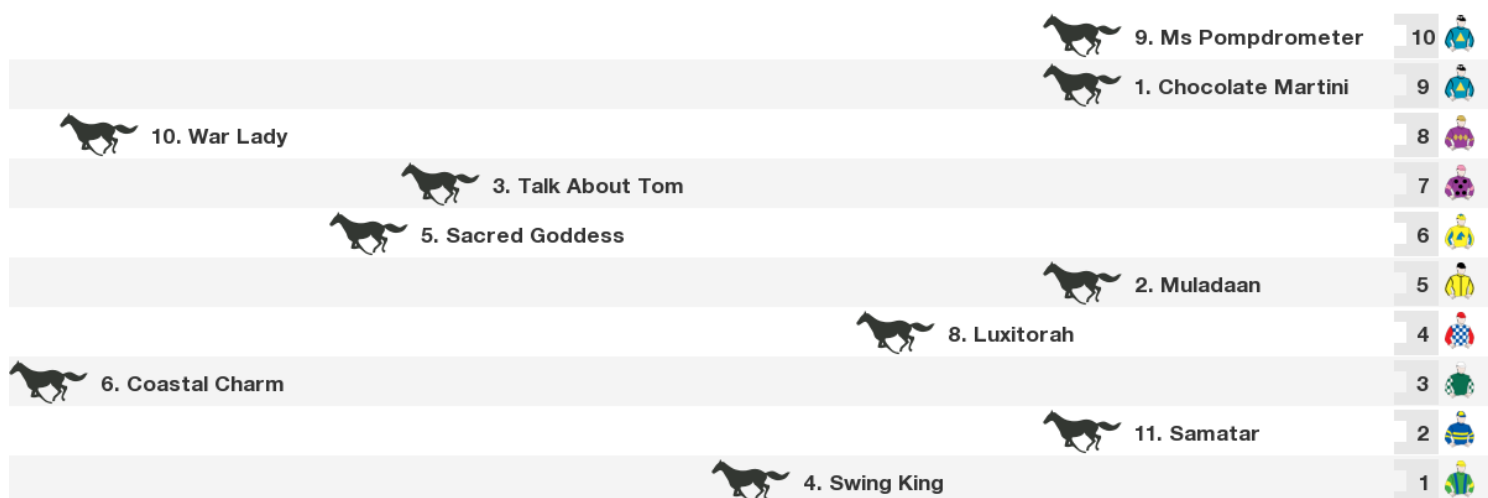 9. Ms Pompdrometer 10
1. Chocolate Martini 9
10. War Lady 8
3. Talk About Tom 7
5. Sacred Goddess 6
2. Muladaan 5
8. Luxitorah 4
6. Coastal Charm 3
11. Samatar 2
4. Swing King 1